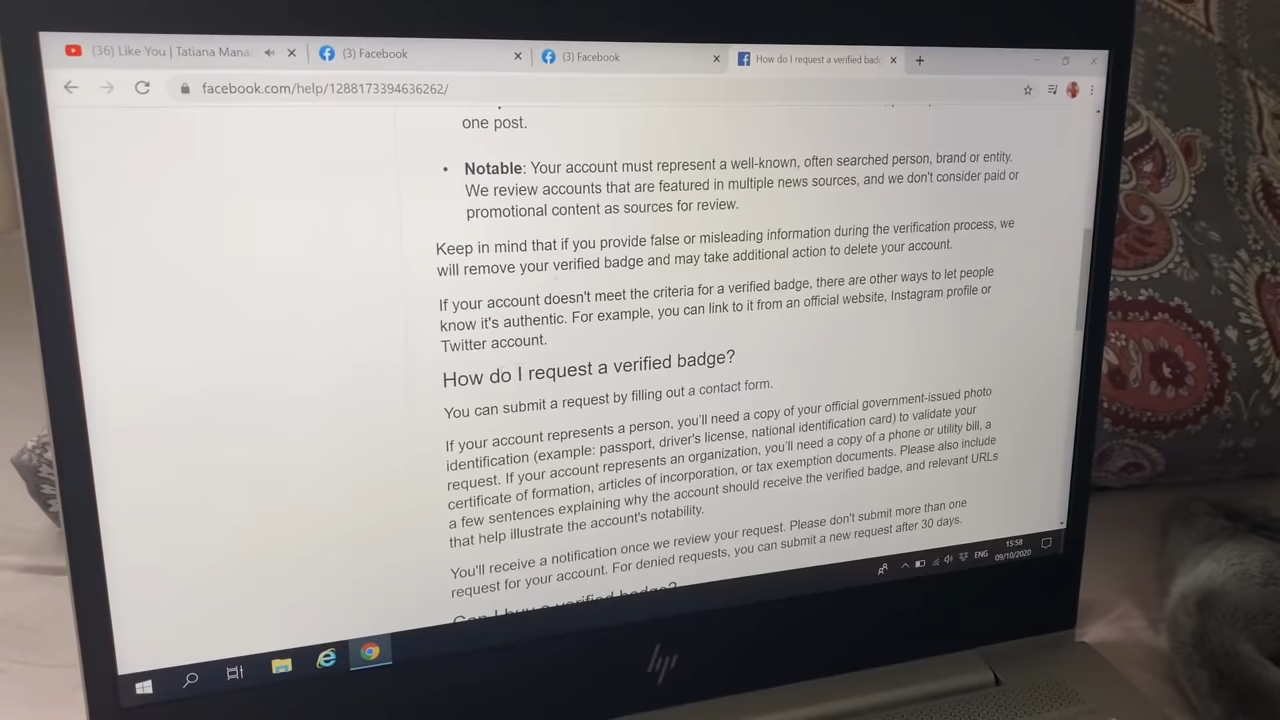 (36) Like You | Tatiana Mana
(3) Facebook
(3) Facebook
How do I request a verified bad
facebook.com/help/1288173394636262/
one post.
• Notable: Your account must represent a well-known, often searched person, brand or entity.
We review accounts that are featured in multiple news sources, and we don't consider paid or
promotional content as sources for review.
Keep in mind that if you provide false or misleading information during the verification process, we
will remove your verified badge and may take additional action to delete your account.
If your account doesn't meet the criteria for a verified badge, there are other ways to let people
know it's authentic. For example, you can link to it from an official website, Instagram profile or
Twitter account.
How do I request a verified badge?
You can submit a request by filling out a contact form.
If your account represents a person, you'll need a copy of your official government-issued photo
identification (example: passport, driver's license, national identification card) to validate your
request. If your account represents an organization, you'll need a copy of a phone or utility bill, a
certificate of formation, articles of incorporation, or tax exemption documents. Please also include
a few sentences explaining why the account should receive the verified badge, and relevant URLs
that help illustrate the account's notability.
You'll receive a notification once we review your request. Please don't submit more than one
request for your account. For denied requests, you can submit a new request after 30 days.
Can I buy a verified badge?
ENG
15:58
09/10/2020
hp